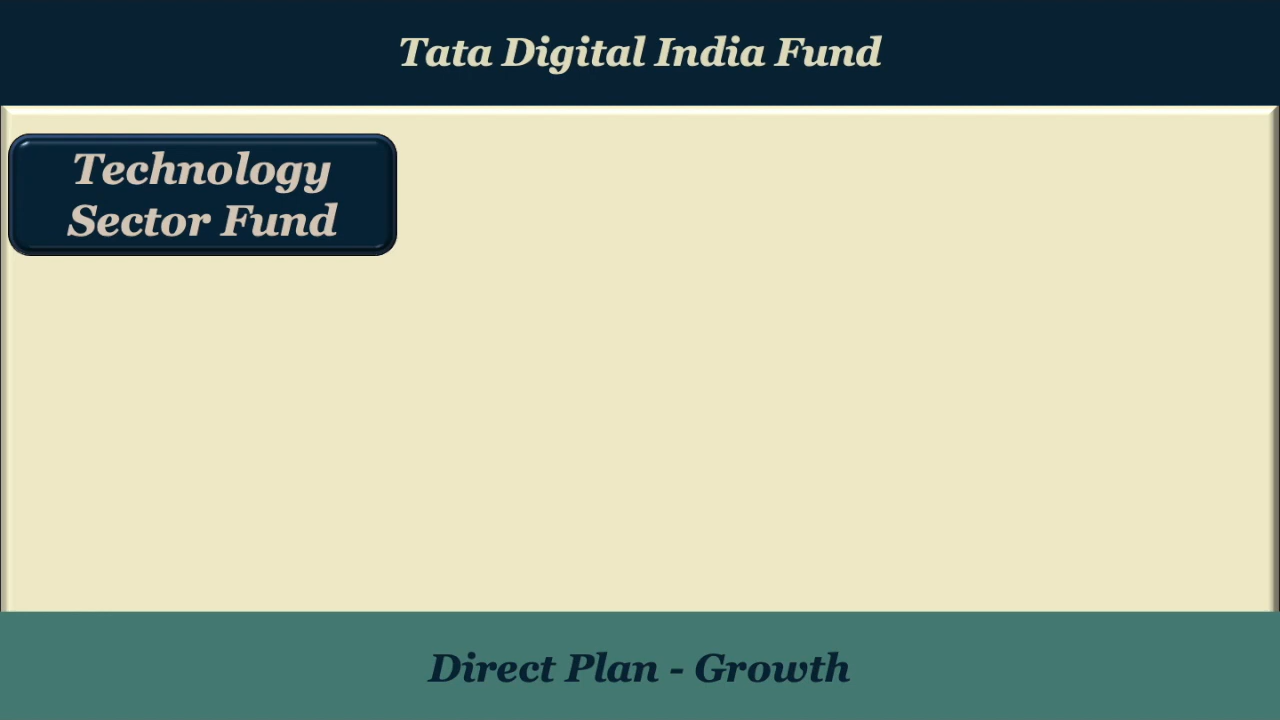 Tata Digital India Fund
Technology
Sector Fund
Direct Plan - Growth